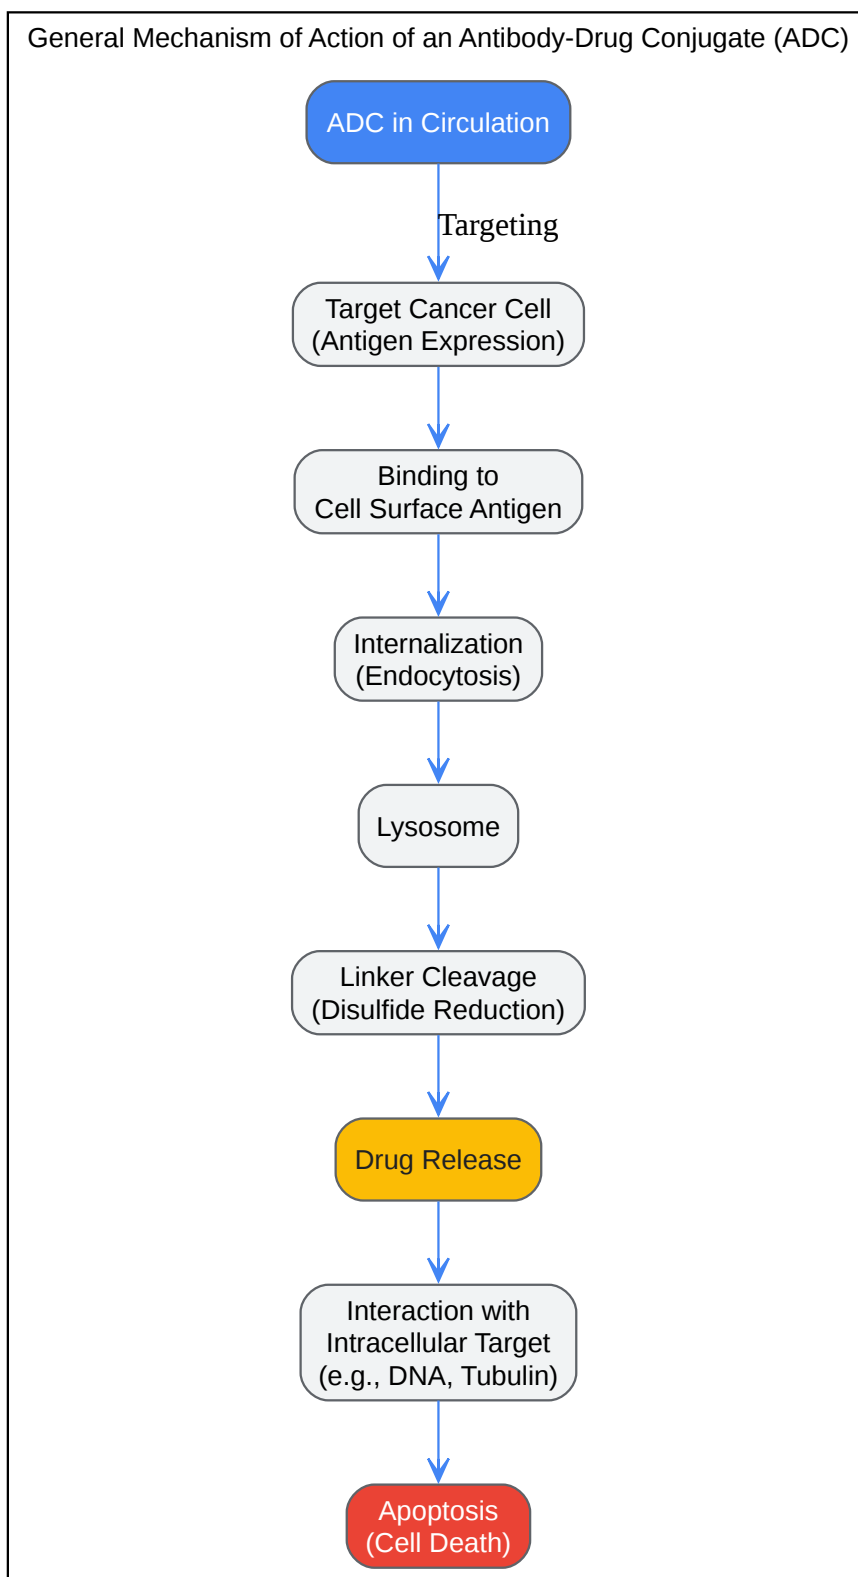 General Mechanism of Action of an Antibody-Drug Conjugate (ADC)
ADC in Circulation
Targeting
Target Cancer Cell
(Antigen Expression)
Binding to
Cell Surface Antigen
Internalization
(Endocytosis)
Lysosome
Linker Cleavage
(Disulfide Reduction)
Drug Release
Interaction with
Intracellular Target
(e.g., DNA, Tubulin)
Apoptosis
(Cell Death)